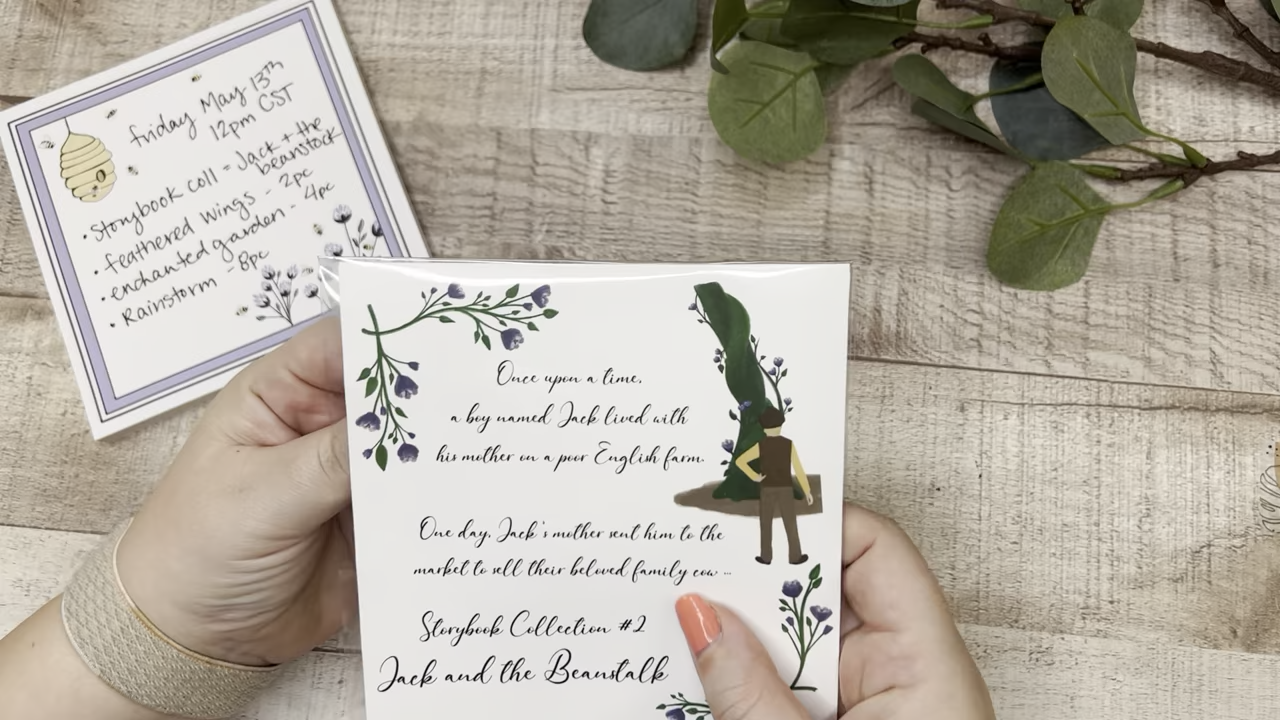 friday May 13th
12pm CST
• Storybook coll = Jack + the
beanstock
• feathered wings - 2pc
• enchanted garden - 4pc
• Rainstorm - 8pc
Once upon a time,
a boy named Jack lived with
his mother on a poor English farm.
One day, Jack's mother sent him to the
market to sell their beloved family cow ...
Storybook Collection #2
Jack and the Beanstalk